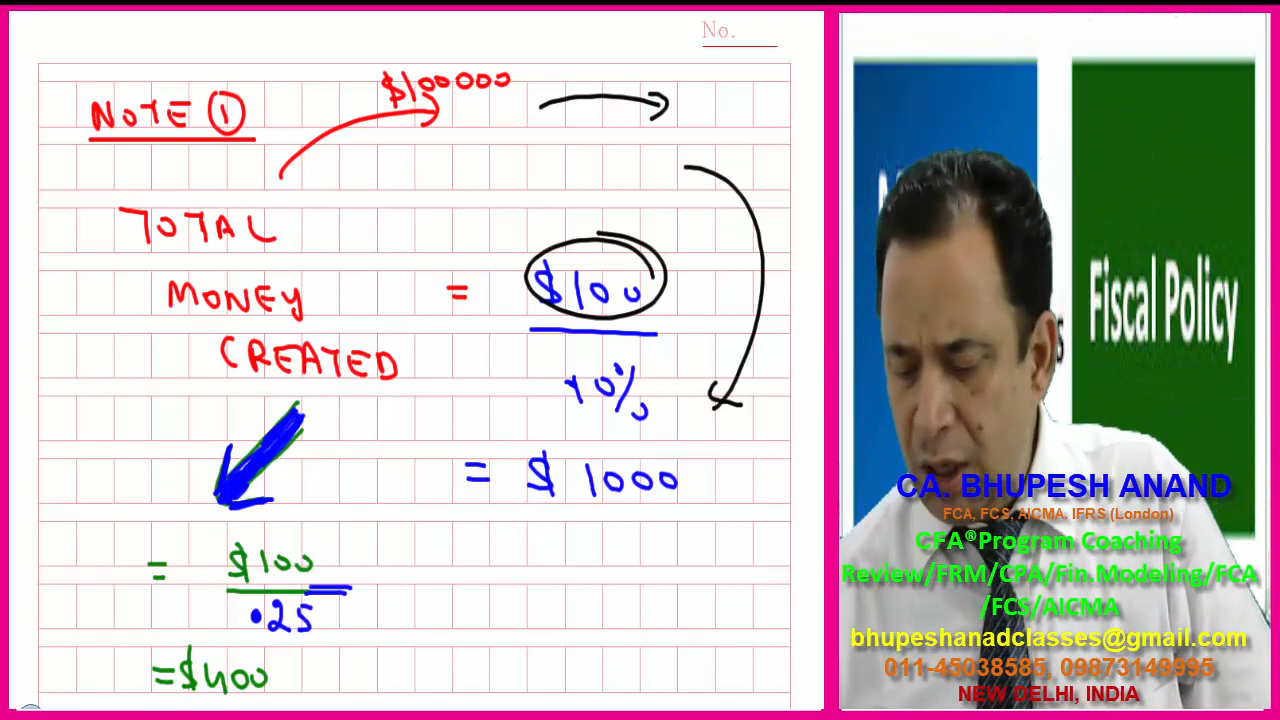 No.
NOTE ①
$100000
TOTAL
MONEY = $100
CREATED 10%
= $1000
= $100
.25
= $400
Fiscal Policy
CA. BHUPESH ANAND
FCA, FCS, AICMA. IFRS (London)
CFA®Program Coaching
Review/FRM/CPA/Fin.Modeling/FCA
/FCS/AICMA
bhupeshanadclasses@gmail.com
011-45038585, 09873149995
NEW DELHI, INDIA